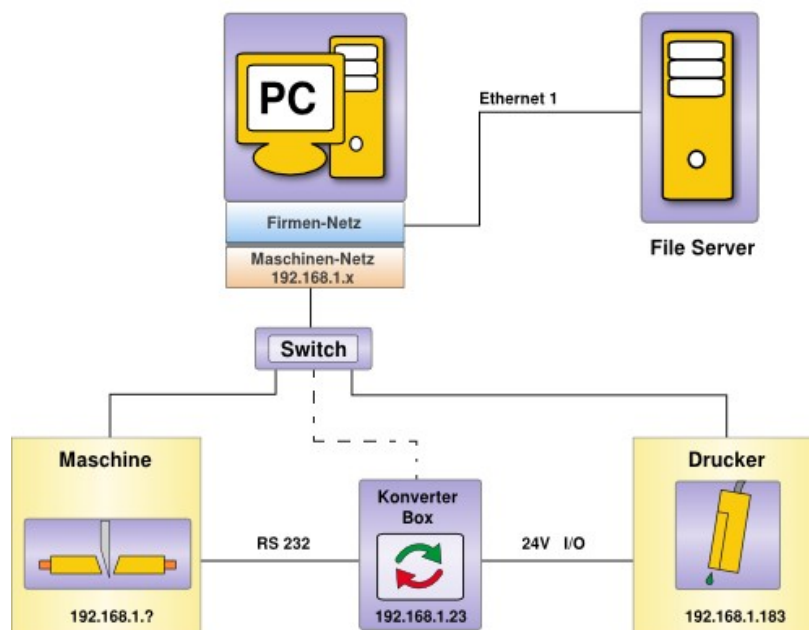 PC
Ethernet 1
Firmen-Netz
File Server
Maschinen-Netz
192.168.1.x
Switch
Maschine
Drucker
Konverter
Box
RS 232
24V I/O
192.168.1.?
192.168.1.23
192.168.1.183